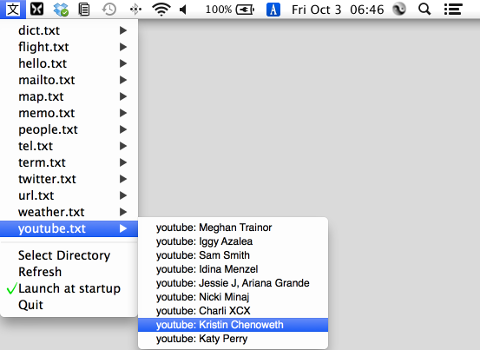 文 100% A Fri Oct 3 06:46
dict.txt
flight.txt
hello.txt
mailto.txt
map.txt
memo.txt
people.txt
tel.txt
term.txt
twitter.txt
url.txt
weather.txt
youtube.txt
youtube: Meghan Trainor
youtube: Iggy Azalea
youtube: Sam Smith
youtube: Idina Menzel
youtube: Jessie J, Ariana Grande
youtube: Nicki Minaj
youtube: Charli XCX
youtube: Kristin Chenoweth
youtube: Katy Perry
Select Directory
Refresh
Launch at startup
Quit